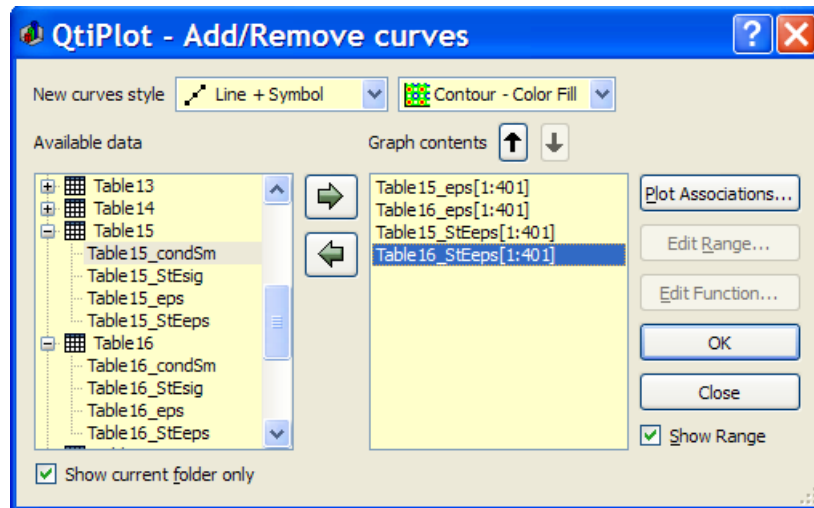 QtiPlot - Add/Remove curves
New curves style Line + Symbol Contour - Color Fill
Available data
Graph contents
Table13
Table14
Table15
Table15_condSm
Table15_StEsig
Table15_eps
Table15_StEeps
Table16
Table16_condSm
Table16_StEsig
Table16_eps
Table16_StEeps
Table15_eps[1:401]
Table16_eps[1:401]
Table15_StEeps[1:401]
Table16_StEeps[1:401]
Plot Associations...
Edit Range...
Edit Function...
OK
Close
Show Range
Show current folder only